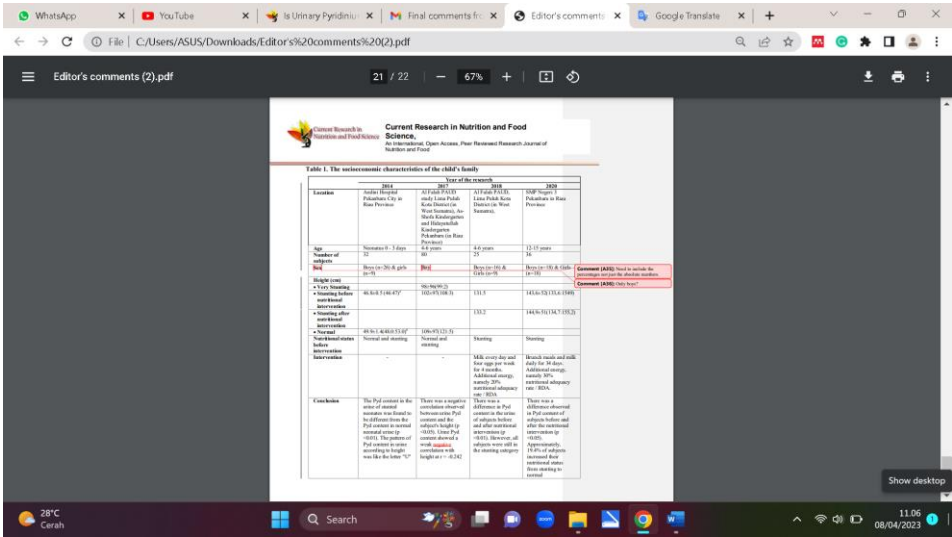 WhatsApp
YouTube
Is Urinary Pyridiniu
Final comments fro
Editor's comments
Google Translate
File | C:/Users/ASUS/Downloads/Editor's%20comments%20(2).pdf
Editor's comments (2).pdf
21 / 22
67%
Current Research in
Nutrition and Food Science
Current Research in Nutrition and Food
Science,
An International, Open Access, Peer Reviewed Research Journal of
Nutrition and Food
Table 1. The socioeconomic characteristics of the child's family
Year of the research
2014 2017 2018 2020
Location
Pekanbaru City in
Riau Province
Al Falah PAUD
study Lima Puluh
Kota District (in
West Sumatra), As-
Shofa Kindergarten
and Hidayatullah
Kindergarten
Pekanbaru (in Riau
Province)
Al Falah PAUD,
Lima Puluh Kota
District (in West
Sumatra),
SMP Negeri 3
Pekanbaru in Riau
Province
Age Neonatus 0 - 3 days 4-6 years 4-6 years 12-15 years
Number of
subjects
32 80 25 36
Sex
Boys (n=26) & girls
(n=9)
Boy
Boys (n=16) &
Girls (n=9)
Boys (n=18) & Girls
(n=18)
Comment [A35]: Need to include the
percentages not just the absolute numbers.
Comment [A36]: Only boys?
Height (cm)
• Very Stunting
• Stunting before
nutritional
intervention
131.5
• Stunting after
nutritional
intervention
133.2
• Normal
Nutritional status
before
intervention
Normal and stunting
Normal and
stunting
Stunting
Stunting
Intervention
-
-
Milk every day and
four eggs per week
for 4 months.
Additional energy,
namely 20%
nutritional adequacy
rate / RDA
Brunch meals and milk
daily for 34 days.
Additional energy,
namely 30%
nutritional adequacy
rate / RDA.
Conclusion
The Pyd content in the
urine of stunted
neonates was found to
be different from the
Pyd content in normal
neonatal urine (p
<0.01). The pattern of
Pyd content in urine
according to height
was like the letter "U"
There was a negative
correlation observed
between urine Pyd
content and the
subject's height (p
<0.05). Urine Pyd
content showed a
weak negative
correlation with
height at r = -0.242
There was a
difference in Pyd
content in the urine
of subjects before
and after nutritional
intervention (p
<0.01). However, all
subjects were still in
the stunting category
There was a
difference observed
in Pyd content of
subjects before and
after the nutritional
intervention (p
<0.05).
Approximately,
19.4% of subjects
increased their
nutritional status
from stunting to
normal
Show desktop
28°C
Cerah
Search
zoom
11.06
08/04/2023
1